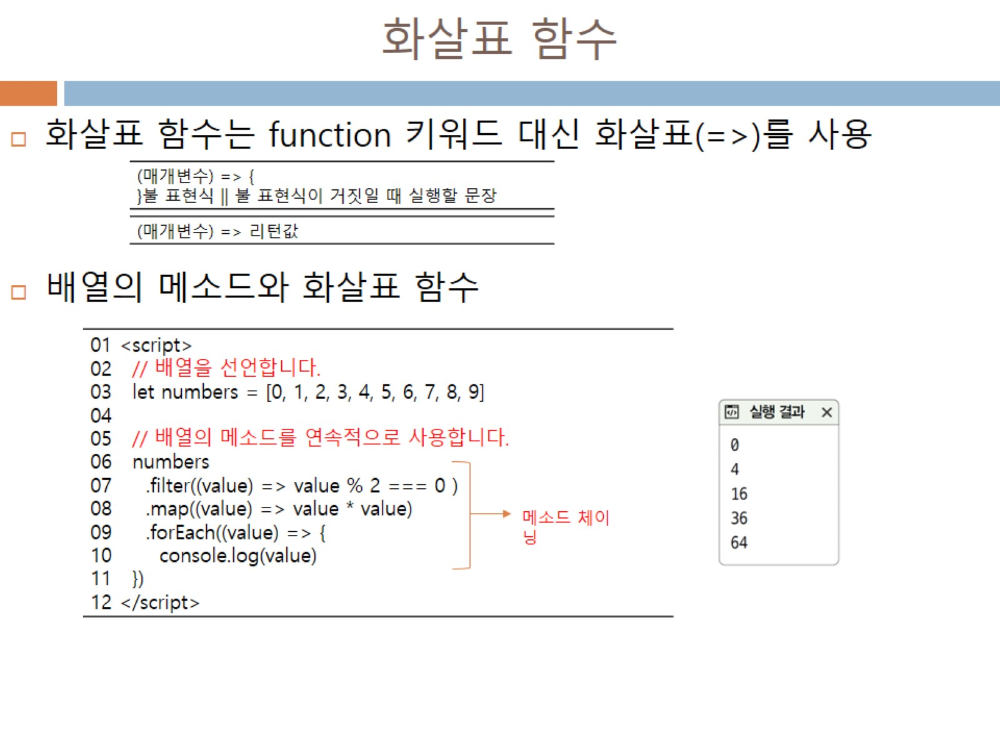 화살표 함수
화살표 함수는 function 키워드 대신 화살표(=>)를 사용
(매개변수) => {
}불 표현식 || 불 표현식이 거짓일 때 실행할 문장
(매개변수) => 리턴값
배열의 메소드와 화살표 함수
01 <script>
02 // 배열을 선언합니다.
03 let numbers = [0, 1, 2, 3, 4, 5, 6, 7, 8, 9]
04
05 // 배열의 메소드를 연속적으로 사용합니다.
06 numbers
07 .filter((value) => value % 2 === 0 )
08 .map((value) => value * value)
09 .forEach((value) => {
10 console.log(value)
11 })
12 </script>
메소드 체이
닝
실행 결과
0
4
16
36
64